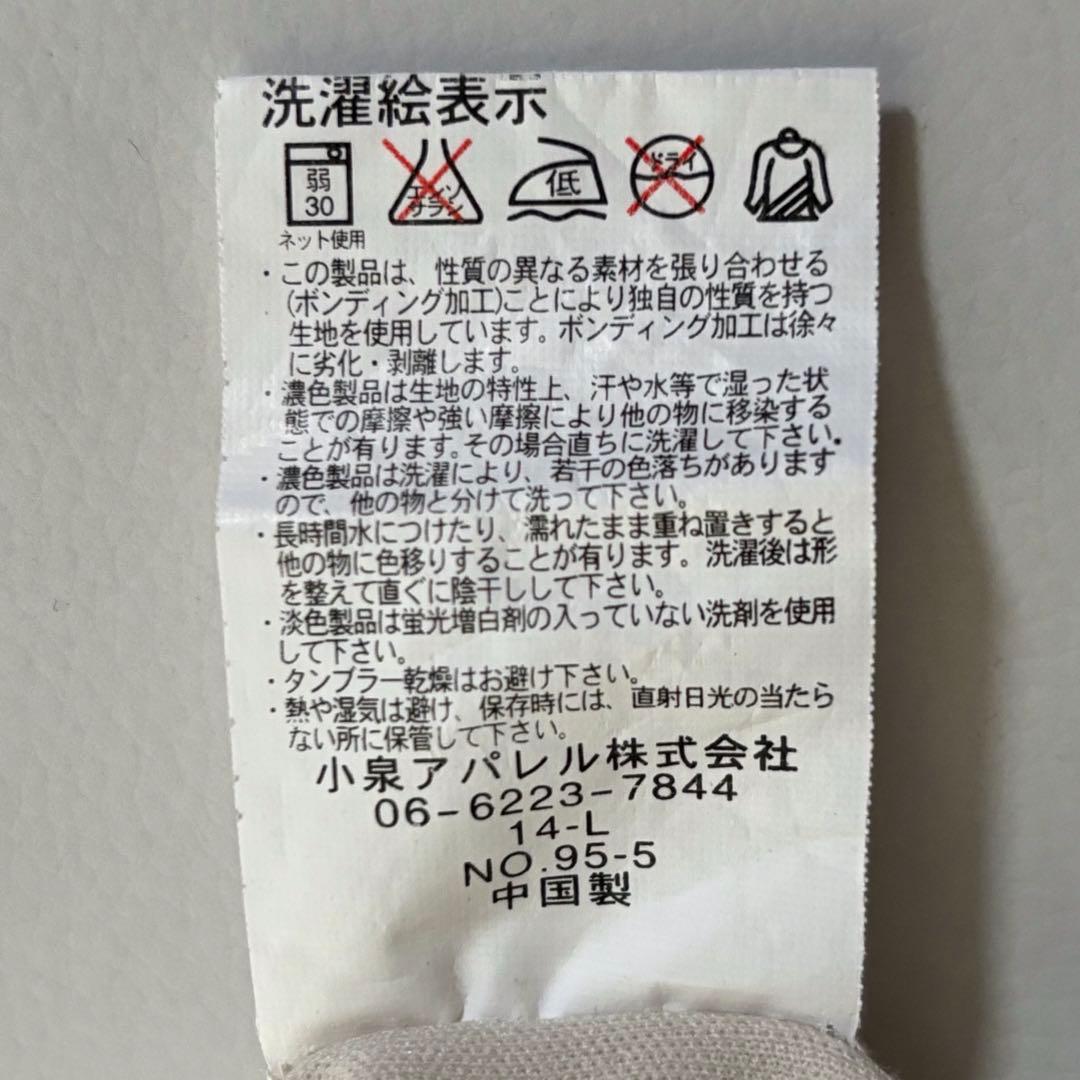 洗濯絵表示
弱 エンソ 低 ドライ
30 サラシ
ネット使用
・この製品は、性質の異なる素材を張り合わせる
(ボンディング加工)ことにより独自の性質を持つ
生地を使用しています。ボンディング加工は徐々
に劣化・剥離します。
・濃色製品は生地の特性上、汗や水等で湿った状
態での摩擦や強い摩擦により他の物に移染する
ことが有ります。その場合直ちに洗濯して下さい.
・濃色製品は洗濯により、若干の色落ちがあります
ので、他の物と分けて洗って下さい。
・長時間水につけたり、濡れたまま重ね置きすると
他の物に色移りすることが有ります。洗濯後は形
を整えて直ぐに陰干しして下さい。
・淡色製品は蛍光増白剤の入っていない洗剤を使用
して下さい。
・タンブラー乾燥はお避け下さい。
・熱や湿気は避け、保存時には、直射日光の当たら
ない所に保管して下さい。
小泉アパレル株式会社
06-6223-7844
14-L
NO.95-5
中国製